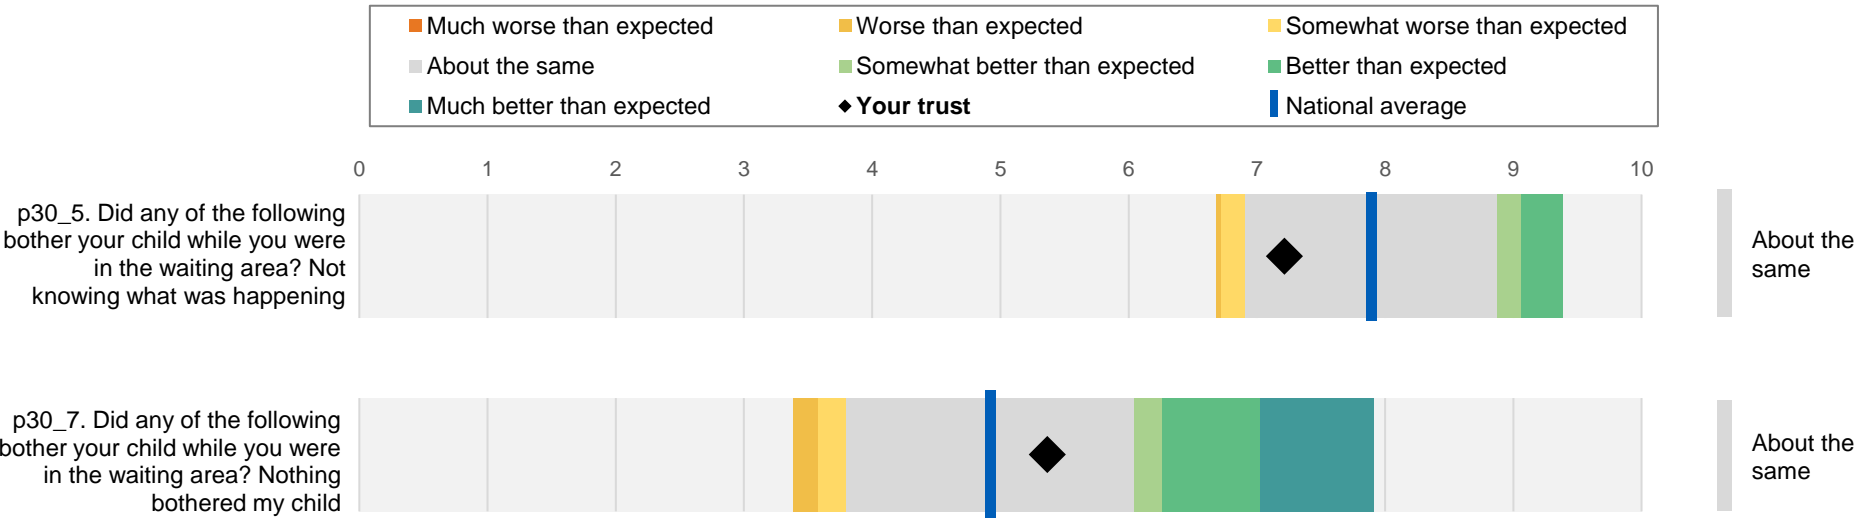 Much worse than expected
Worse than expected
Somewhat worse than expected
About the same
Somewhat better than expected
Better than expected
Much better than expected
Your trust
National average
0 1 2 3 4 5 6 7 8 9 10
p30_5. Did any of the following
bother your child while you were
in the waiting area? Not
knowing what was happening
About the
same
p30_7. Did any of the following
bother your child while you were
in the waiting area? Nothing
bothered my child
About the
same